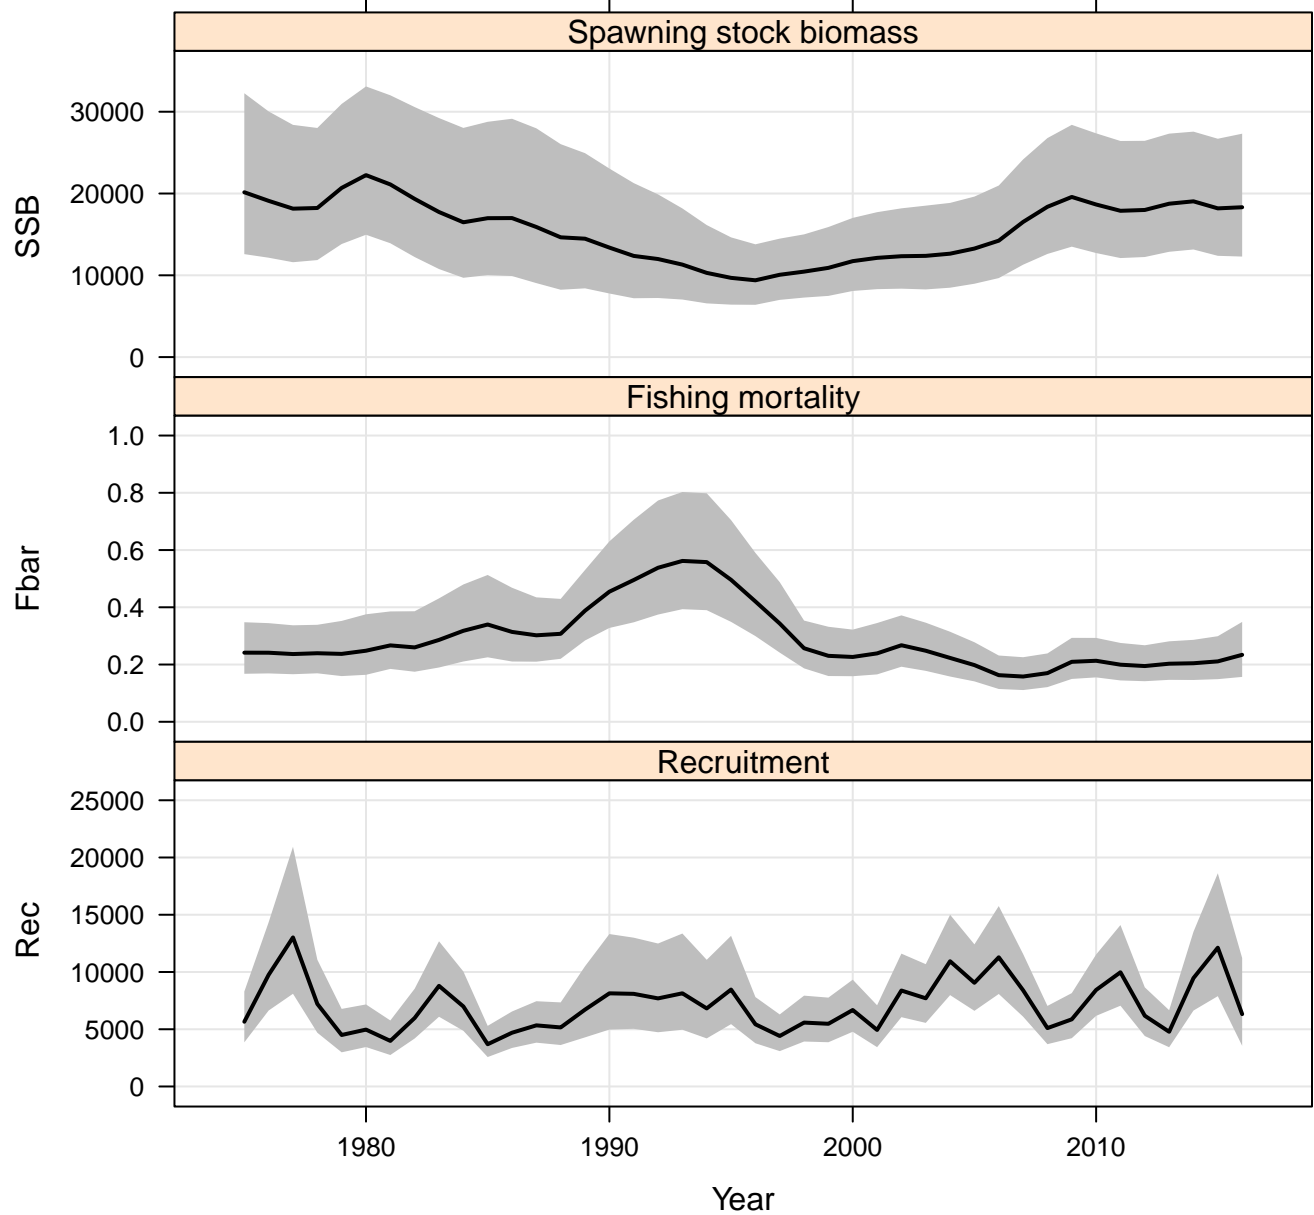 Spawning stock biomass
SSB
30000
20000
10000
0
Fishing mortality
Fbar
1.0
0.8
0.6
0.4
0.2
0.0
Recruitment
Rec
25000
20000
15000
10000
5000
0
1980 1990 2000 2010
Year